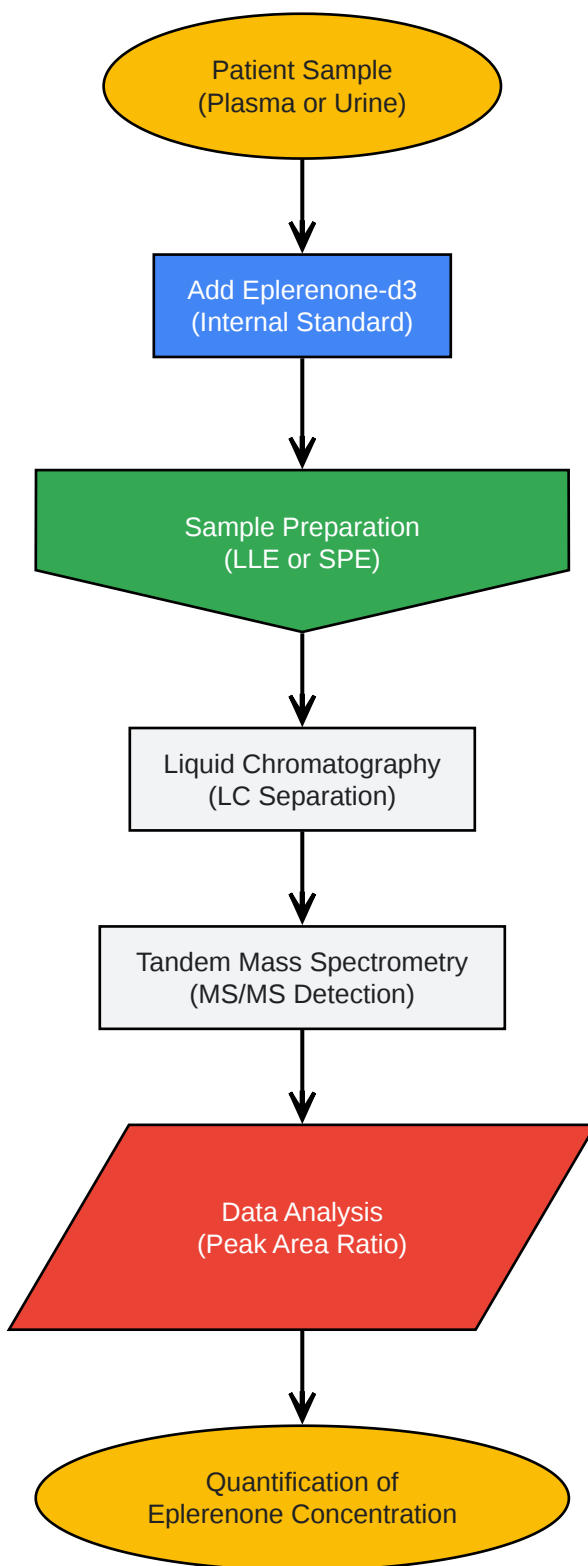 Patient Sample
(Plasma or Urine)
Add Eplerenone-d3
(Internal Standard)
Sample Preparation
(LLE or SPE)
Liquid Chromatography
(LC Separation)
Tandem Mass Spectrometry
(MS/MS Detection)
Data Analysis
(Peak Area Ratio)
Quantification of
Eplerenone Concentration